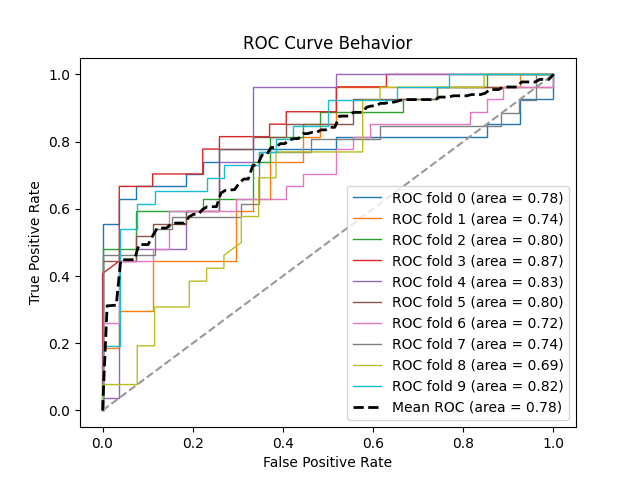 ROC Curve Behavior
True Positive Rate
1.0
0.8
0.6
0.4
0.2
0.0
ROC fold 0 (area = 0.78)
ROC fold 1 (area = 0.74)
ROC fold 2 (area = 0.80)
ROC fold 3 (area = 0.87)
ROC fold 4 (area = 0.83)
ROC fold 5 (area = 0.80)
ROC fold 6 (area = 0.72)
ROC fold 7 (area = 0.74)
ROC fold 8 (area = 0.69)
ROC fold 9 (area = 0.82)
Mean ROC (area = 0.78)
0.0 0.2 0.4 0.6 0.8 1.0
False Positive Rate